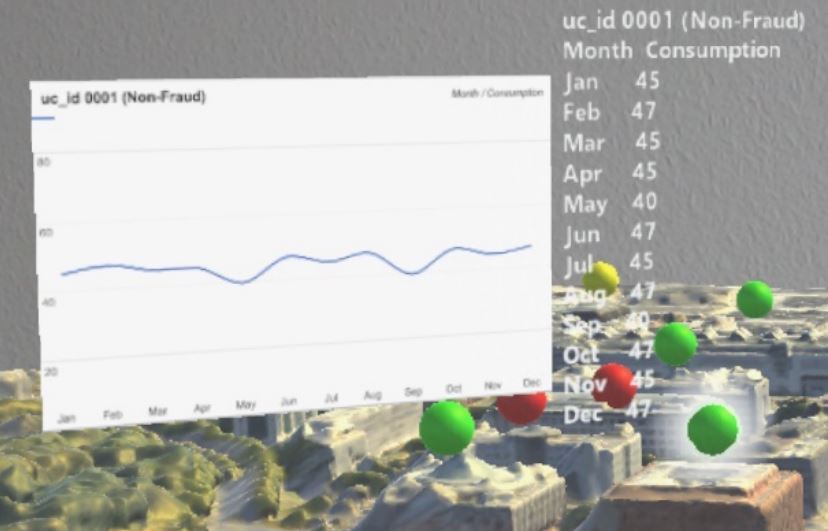 uc_id 0001 (Non-Fraud)
Month / Consumption
80
60
40
20
Jan Feb Mar Apr May Jun Jul Aug Sep Oct Nov Dec
uc_id 0001 (Non-Fraud)
Month Consumption
Jan 45
Feb 47
Mar 45
Apr 45
May 40
Jun 47
Jul 45
Aug 47
Sep 40
Oct 47
Nov 45
Dec 47